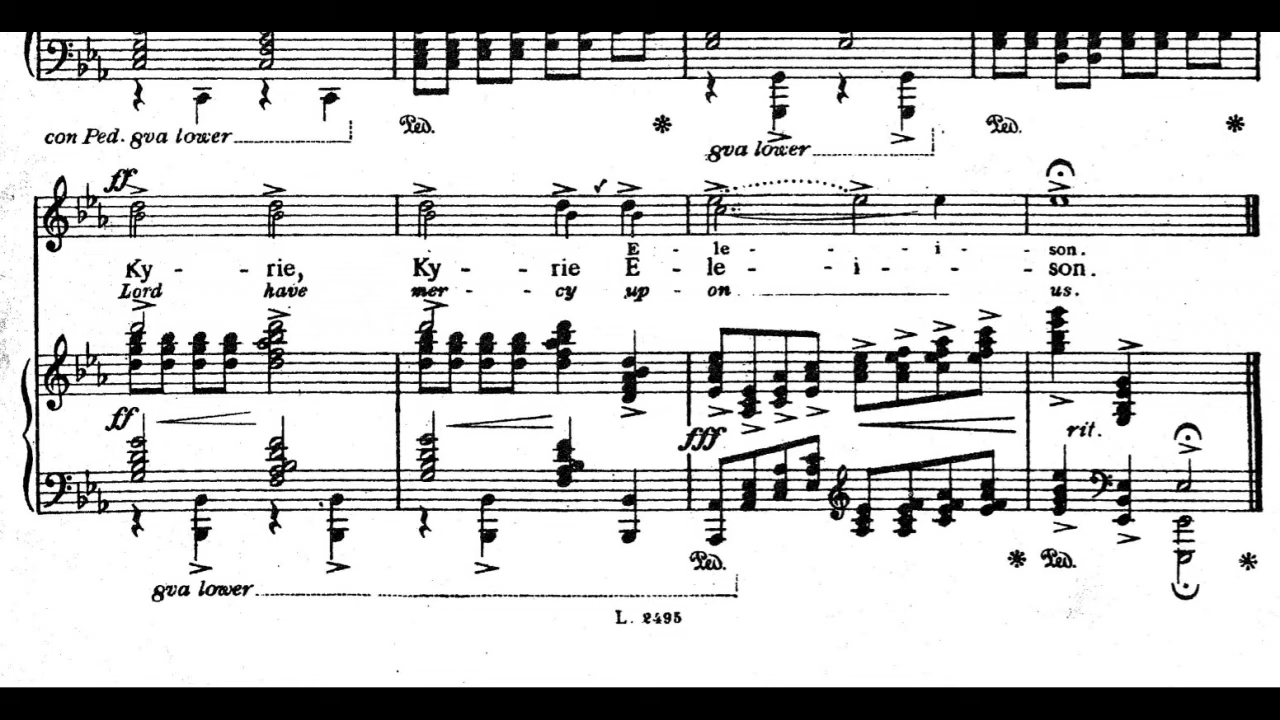 con Ped. 8va lower
Ped.
8va lower
Ped.
ff
E - le - - - i - son.
Ky - - rie, Ky - - rie E - le - - - i - - - son.
Lord have mer - - cy up - on us.
ff
fff
rit.
Ped.
Ped.
8va lower
L. 2495